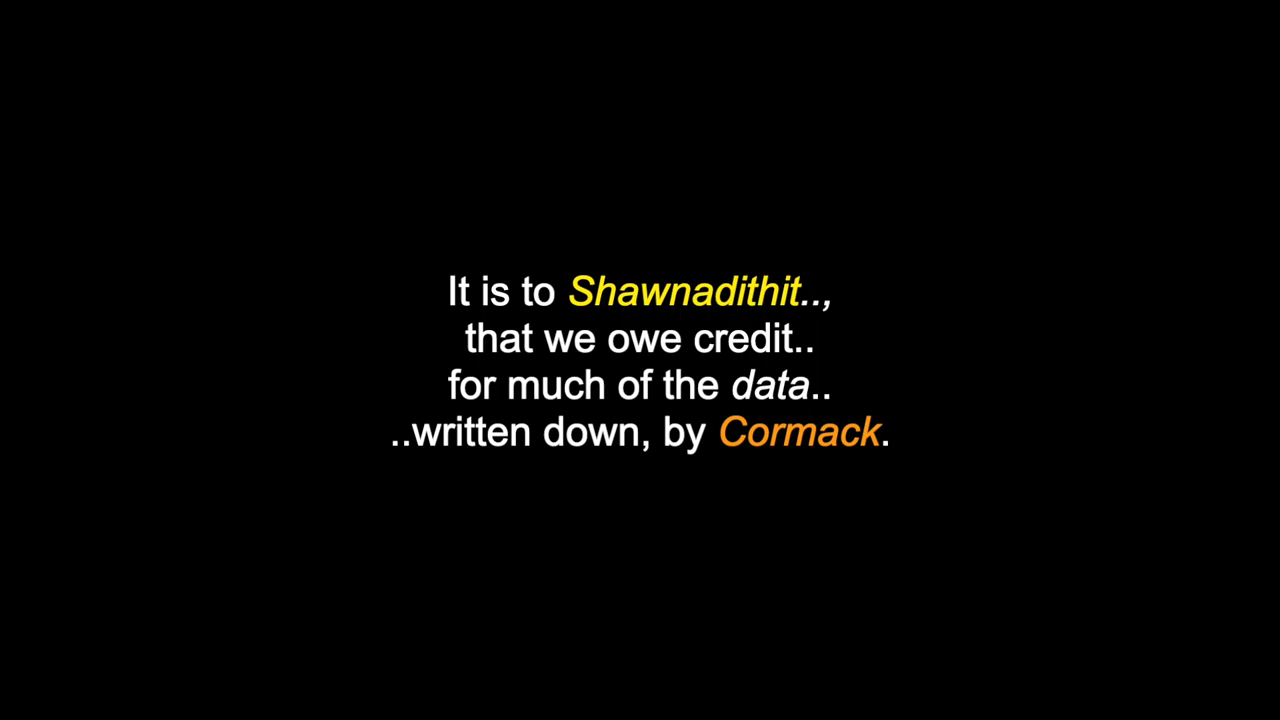 It is to Shawnadithit..,
that we owe credit..
for much of the data..
..written down, by Cormack.